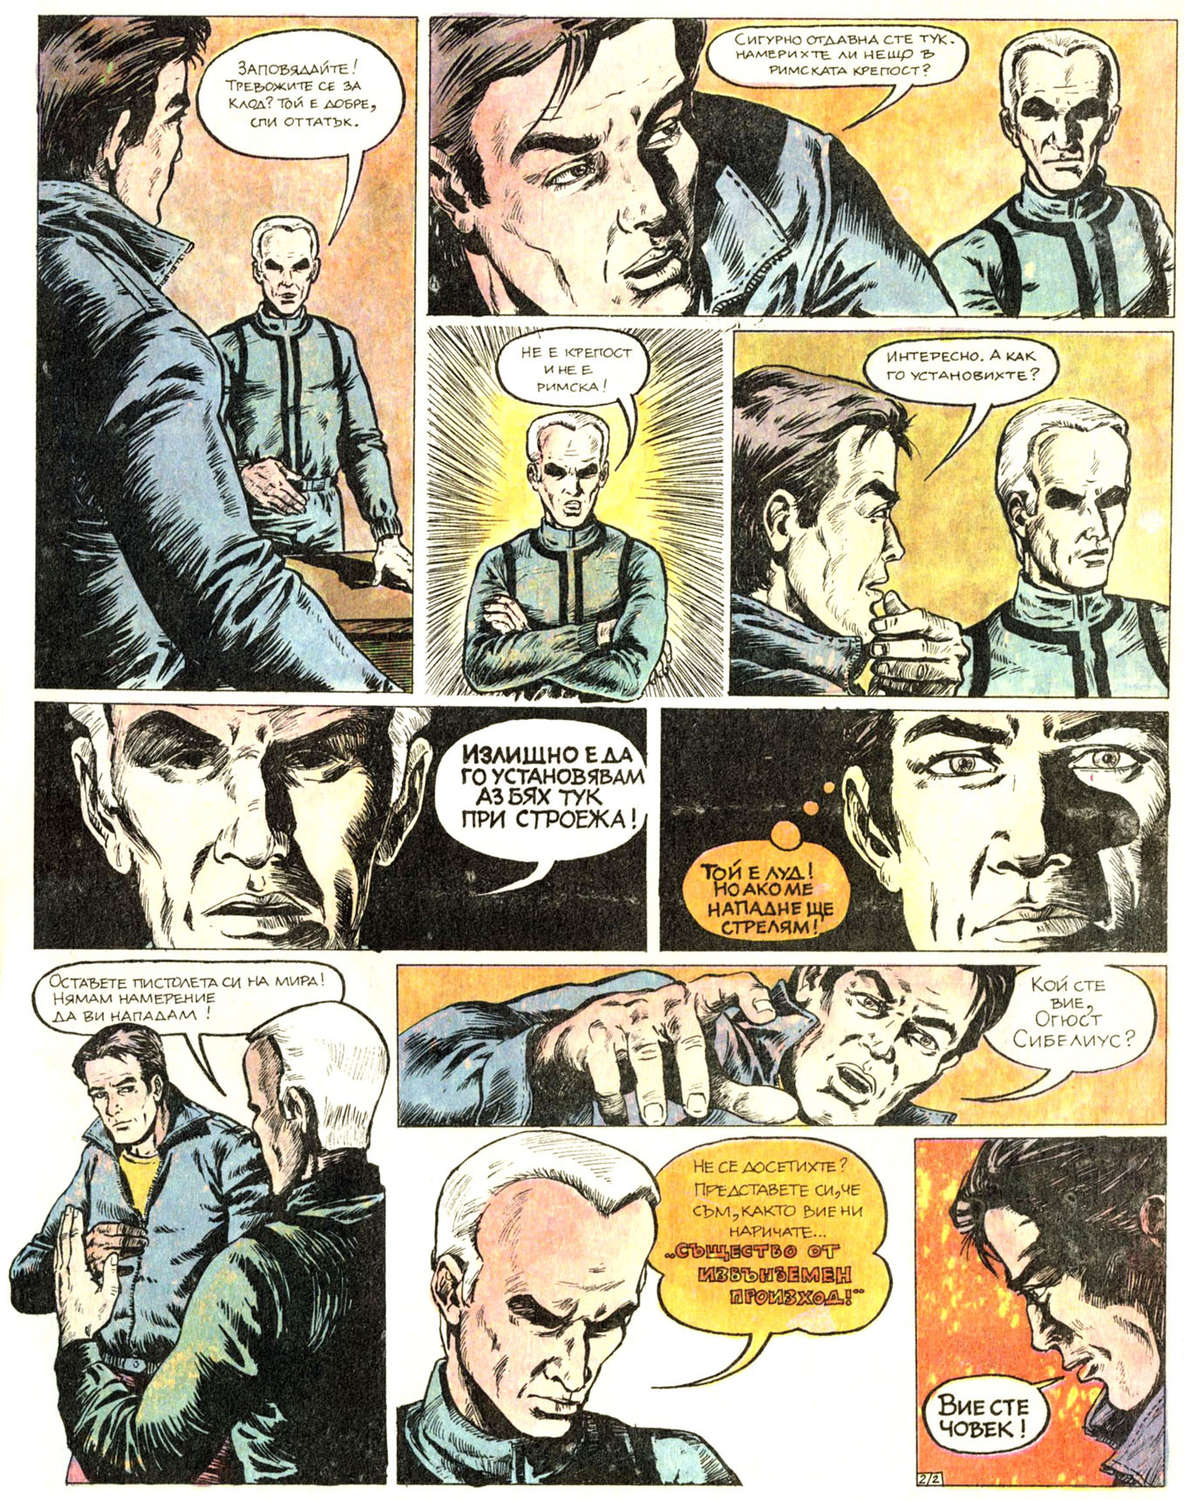 ЗАПОВЯДАЙТЕ!
ТРЕВОЖИТЕ СЕ ЗА
КЛОД? ТОЙ Е ДОБРЕ,
СПИ ОТТАТЪК.
СИГУРНО ОТДАВНА СТЕ ТУК.
НАМЕРИХТЕ ЛИ НЕЩО В
РИМСКАТА КРЕПОСТ?
НЕ Е КРЕПОСТ
И НЕ Е
РИМСКА!
ИНТЕРЕСНО. А КАК
ГО УСТАНОВИХТЕ?
ИЗЛИШНО Е ДА
ГО УСТАНОВЯВАМ
АЗ БЯХ ТУК
ПРИ СТРОЕЖА!
ТОЙ Е ЛУД!
НО АКО МЕ
НАПАДНЕ ЩЕ
СТРЕЛЯМ!
ОСТАВЕТЕ ПИСТОЛЕТА СИ НА МИРА!
НЯМАМ НАМЕРЕНИЕ
ДА ВИ НАПАДАМ!
КОЙ СТЕ
ВИЕ,
ОГЮСТ
СИБЕЛИУС?
НЕ СЕ ДОСЕТИХТЕ?
ПРЕДСТАВЕТЕ СИ, ЧЕ
СЪМ, КАКТО ВИЕ НИ
НАРИЧАТЕ...
„СЪЩЕСТВО ОТ
ИЗВЪНЗЕМЕН
ПРОИЗХОД!"
ВИЕ СТЕ
ЧОВЕК!
2/2